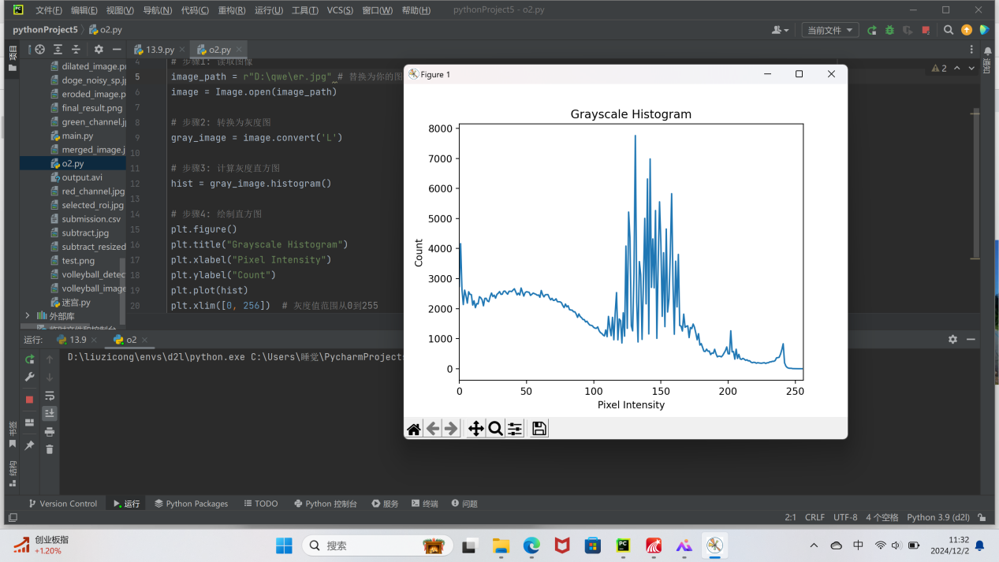 文件(F) 编辑(E) 视图(V) 导航(N) 代码(C) 重构(R) 运行(U) 工具(T) VCS(S) 窗口(W) 帮助(H) pythonProject5 - o2.py
pythonProject5 o2.py 当前文件
项目
13.9.py o2.py
通知
dilated_image.pn
doge_noisy_sp.j
eroded_image.p
final_result.png
green_channel.j
main.py
merged_image.j
o2.py
output.avi
red_channel.jpg
selected_roi.jpg
submission.csv
subtract.jpg
subtract_resized
test.png
volleyball_detec
volleyball_image
迷宫.py
外部库
临时文件和控制台
4 # 步骤1: 读取图像
5 image_path = r"D:\qwe\er.jpg" # 替换为你的图
6 image = Image.open(image_path)
7
8 # 步骤2: 转换为灰度图
9 gray_image = image.convert('L')
10
11 # 步骤3: 计算灰度直方图
12 hist = gray_image.histogram()
13
14 # 步骤4: 绘制直方图
15 plt.figure()
16 plt.title("Grayscale Histogram")
17 plt.xlabel("Pixel Intensity")
18 plt.ylabel("Count")
19 plt.plot(hist)
20 plt.xlim([0, 256]) # 灰度值范围从0到255
2
Figure 1
Grayscale Histogram
8000
7000
6000
5000
4000
3000
2000
1000
0
Count
0 50 100 150 200 250
Pixel Intensity
运行: 13.9 o2
D:\liuzicong\envs\d2l\python.exe C:\Users\睡觉\PycharmProjects
书签
结构
Version Control 运行 Python Packages TODO Python 控制台 服务 终端 问题
2:1 CRLF UTF-8 4 个空格 Python 3.9 (d2l)
创业板指
+1.20%
搜索
中
11:32
2024/12/2